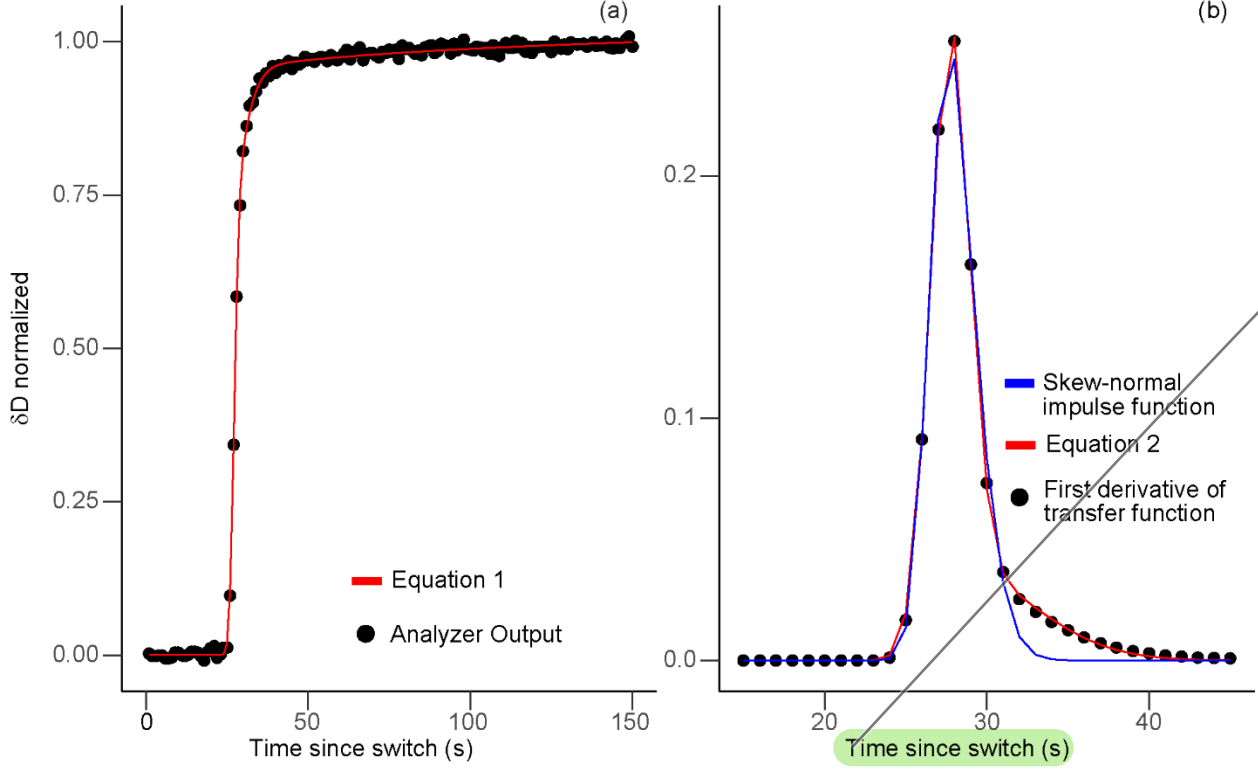 (a)
1.00
0.75
0.50
0.25
0.00
δD normalized
Equation 1
Analyzer Output
0
50
100
150
Time since switch (s)
(b)
0.2
0.1
0.0
Skew-normal
impulse function
Equation 2
First derivative of
transfer function
20
30
40
Time since switch (s)